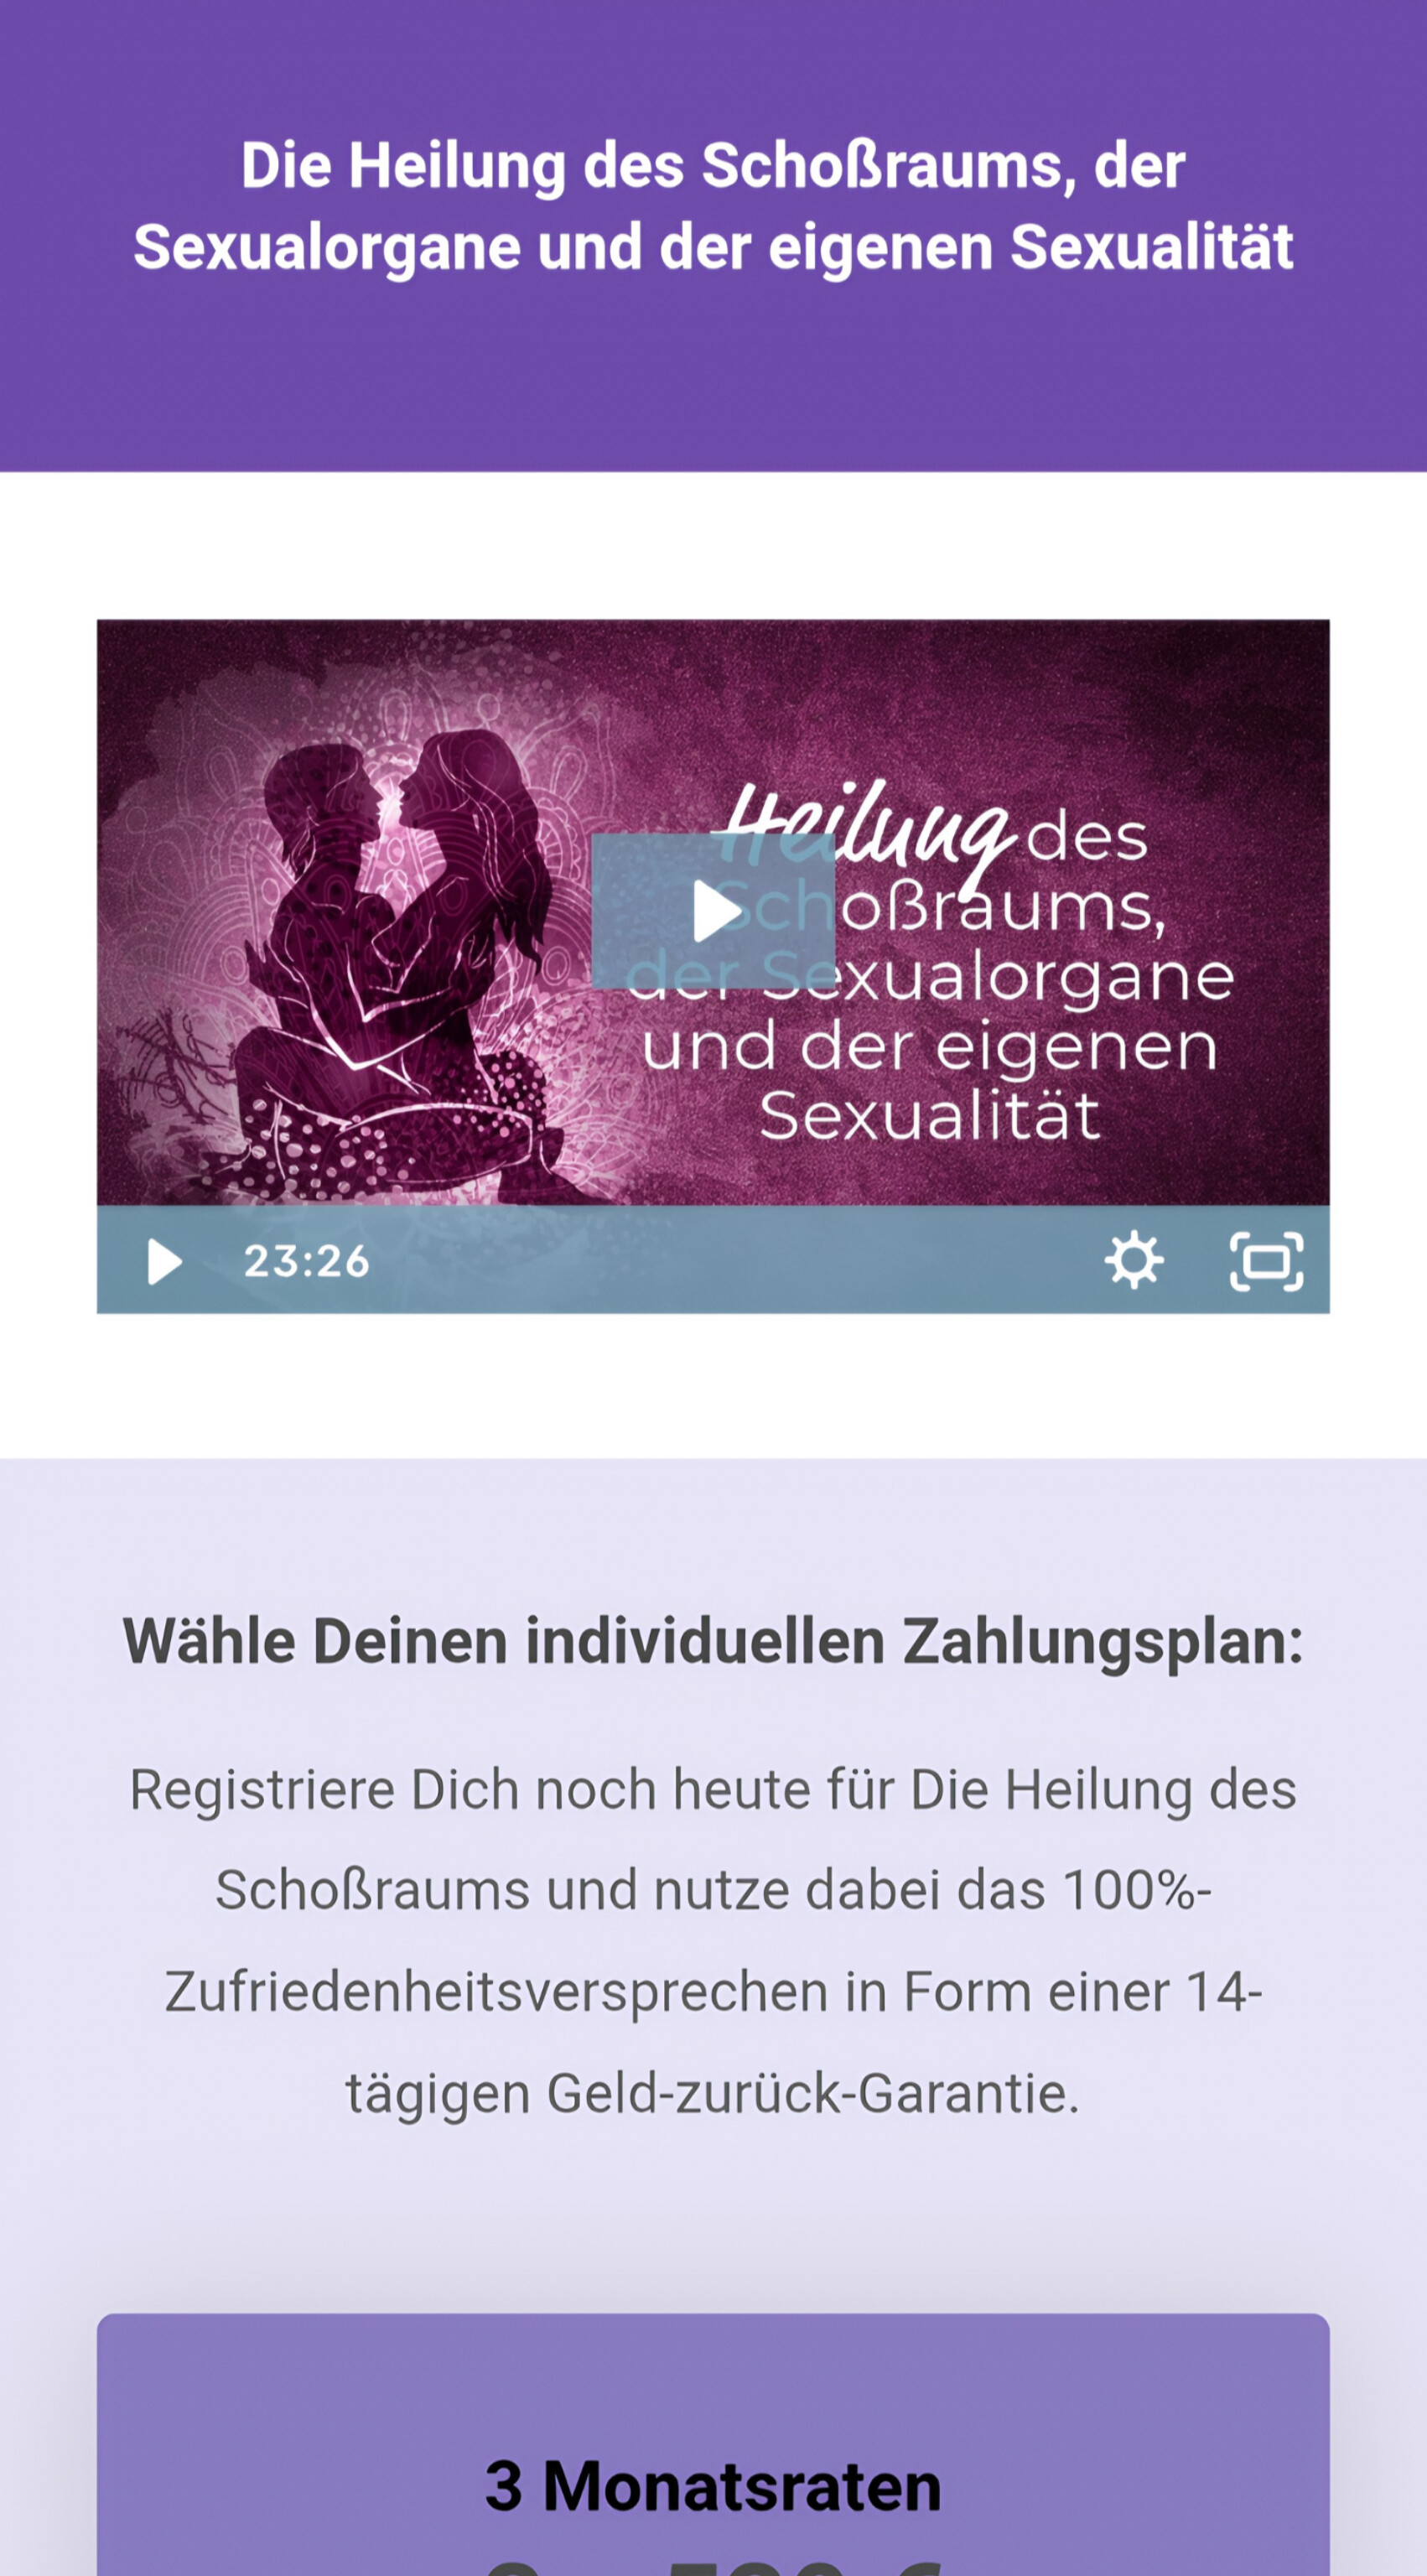 Die Heilung des Schoßraums, der
Sexualorgane und der eigenen Sexualität
Heilung des
Schoßraums,
der Sexualorgane
und der eigenen
Sexualität
23:26
Wähle Deinen individuellen Zahlungsplan:
Registriere Dich noch heute für Die Heilung des
Schoßraums und nutze dabei das 100%-
Zufriedenheitsversprechen in Form einer 14-
tägigen Geld-zurück-Garantie.
3 Monatsraten